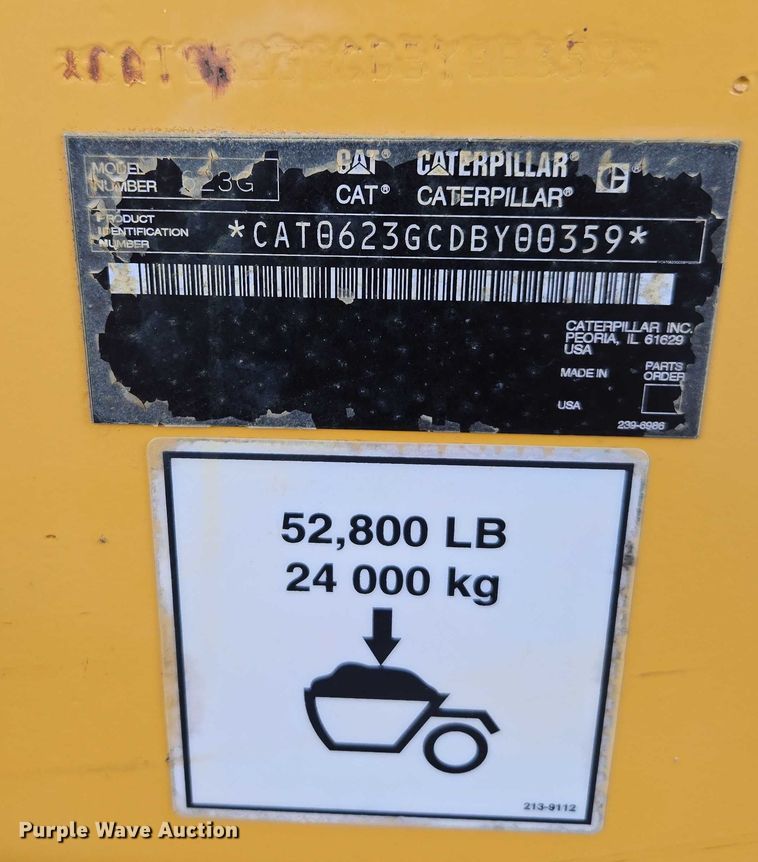 MODEL NUMBER 623G
CAT® CATERPILLAR®
CAT® CATERPILLAR®
PRODUCT IDENTIFICATION NUMBER *CAT0623GCDBY00359*
CATERPILLAR INC.
PEORIA, IL 61629
USA
MADE IN
USA
PARTS
ORDER
239-6986
52,800 LB
24 000 kg
213-9112
Purple Wave Auction